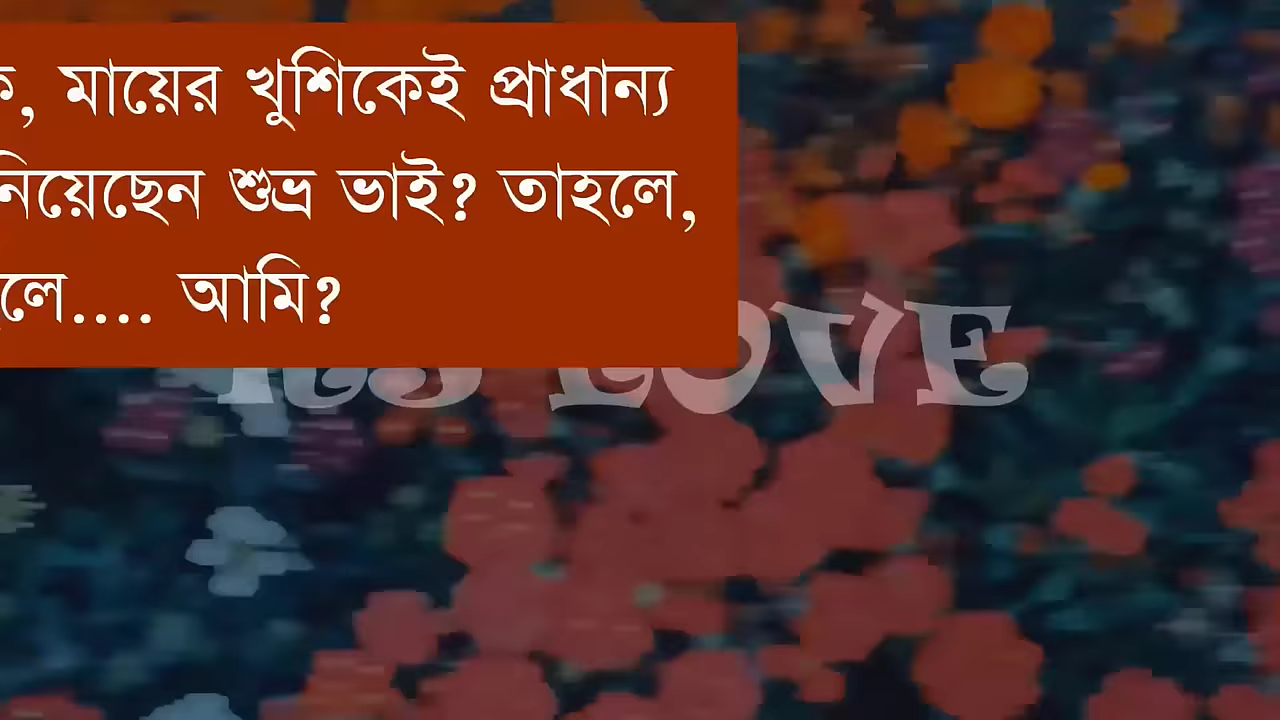 মায়ের খুশিকেই প্রাধান্য
শুভ্র ভাই? তাহলে,
.... আমি?
LOVE